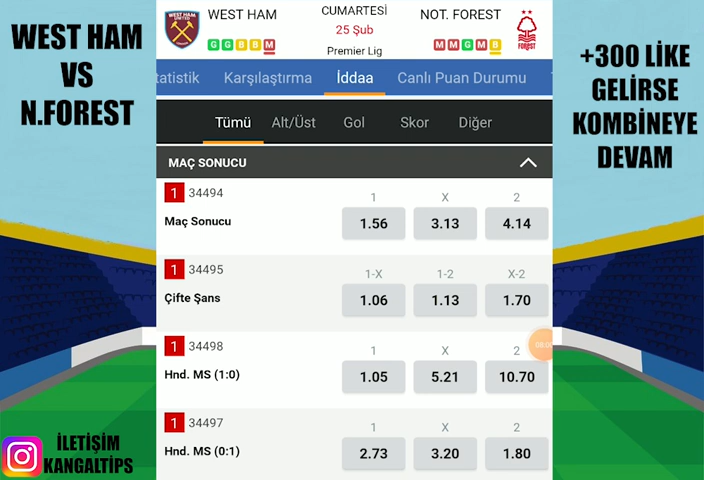 WEST HAM
VS
N.FOREST
WEST HAM
G G B B M
CUMARTESİ
25 Şub
Premier Lig
NOT. FOREST
M M G M B
FOREST
+300 LİKE
GELİRSE
KOMBİNEYE
DEVAM
tatistik Karşılaştırma İddaa Canlı Puan Durumu
Tümü Alt/Üst Gol Skor Diğer
MAÇ SONUCU
1 34494 1 X 2
Maç Sonucu 1.56 3.13 4.14
1 34495 1-X 1-2 X-2
Çifte Şans 1.06 1.13 1.70
1 34498 1 X 2
Hnd. MS (1:0) 1.05 5.21 10.70
1 34497 1 X 2
Hnd. MS (0:1) 2.73 3.20 1.80
İLETİŞİM
KANGALTİPS